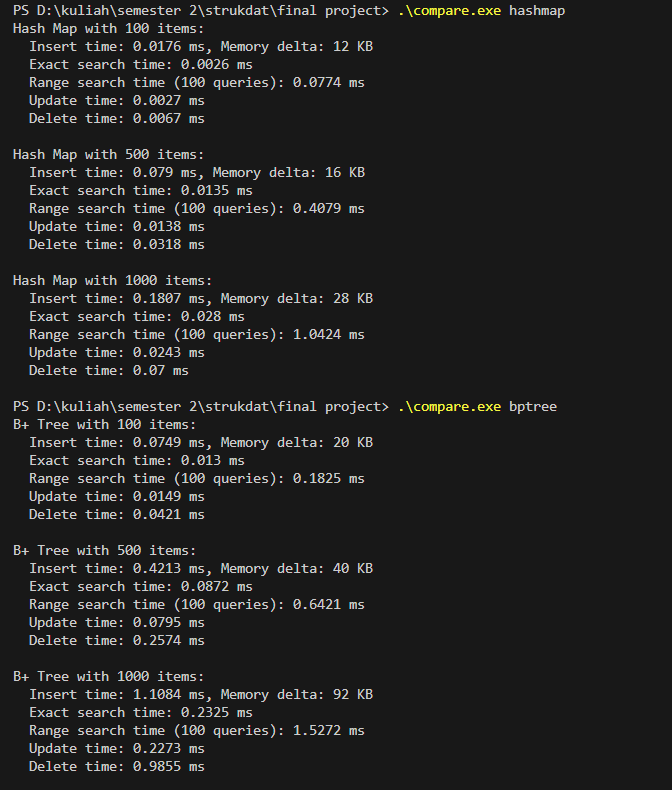 PS D:\kuliah\semester 2\strukdat\final project> .\compare.exe hashmap
Hash Map with 100 items:
  Insert time: 0.0176 ms, Memory delta: 12 KB
  Exact search time: 0.0026 ms
  Range search time (100 queries): 0.0774 ms
  Update time: 0.0027 ms
  Delete time: 0.0067 ms

Hash Map with 500 items:
  Insert time: 0.079 ms, Memory delta: 16 KB
  Exact search time: 0.0135 ms
  Range search time (100 queries): 0.4079 ms
  Update time: 0.0138 ms
  Delete time: 0.0318 ms

Hash Map with 1000 items:
  Insert time: 0.1807 ms, Memory delta: 28 KB
  Exact search time: 0.028 ms
  Range search time (100 queries): 1.0424 ms
  Update time: 0.0243 ms
  Delete time: 0.07 ms

PS D:\kuliah\semester 2\strukdat\final project> .\compare.exe bptree
B+ Tree with 100 items:
  Insert time: 0.0749 ms, Memory delta: 20 KB
  Exact search time: 0.013 ms
  Range search time (100 queries): 0.1825 ms
  Update time: 0.0149 ms
  Delete time: 0.0421 ms

B+ Tree with 500 items:
  Insert time: 0.4213 ms, Memory delta: 40 KB
  Exact search time: 0.0872 ms
  Range search time (100 queries): 0.6421 ms
  Update time: 0.0795 ms
  Delete time: 0.2574 ms

B+ Tree with 1000 items:
  Insert time: 1.1084 ms, Memory delta: 92 KB
  Exact search time: 0.2325 ms
  Range search time (100 queries): 1.5272 ms
  Update time: 0.2273 ms
  Delete time: 0.9855 ms